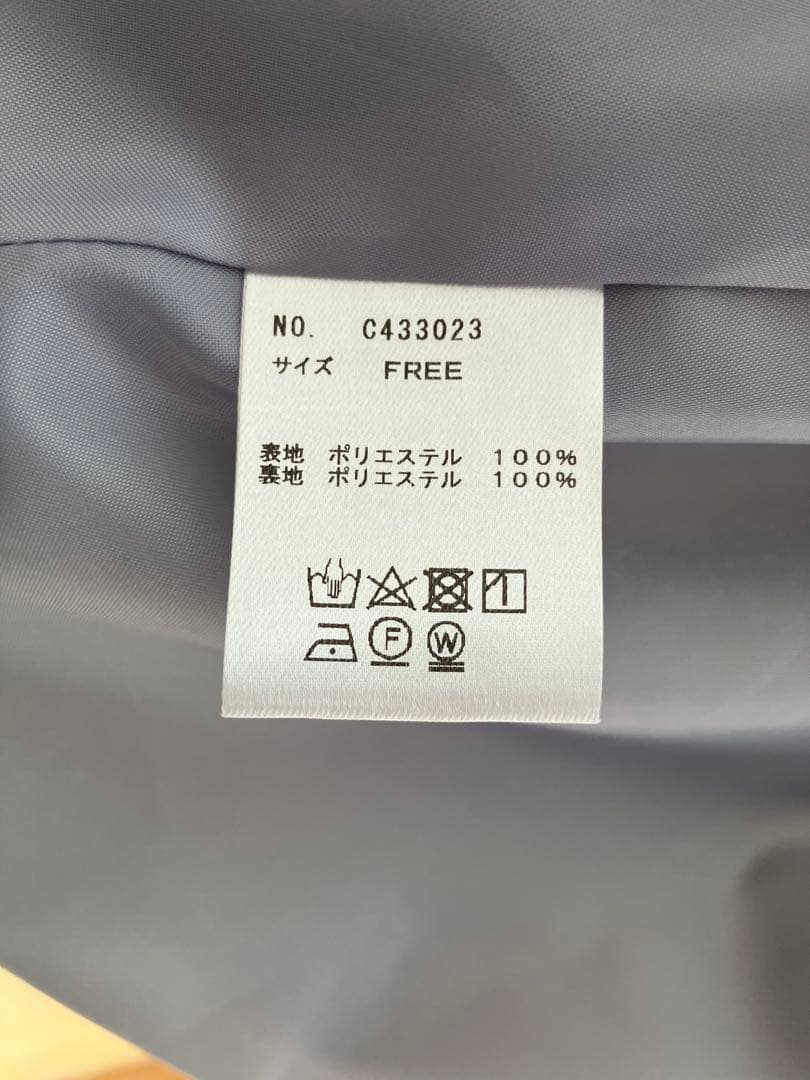 NO. C433023
サイズ FREE
表地 ポリエステル 100%
裏地 ポリエステル 100%
F
W